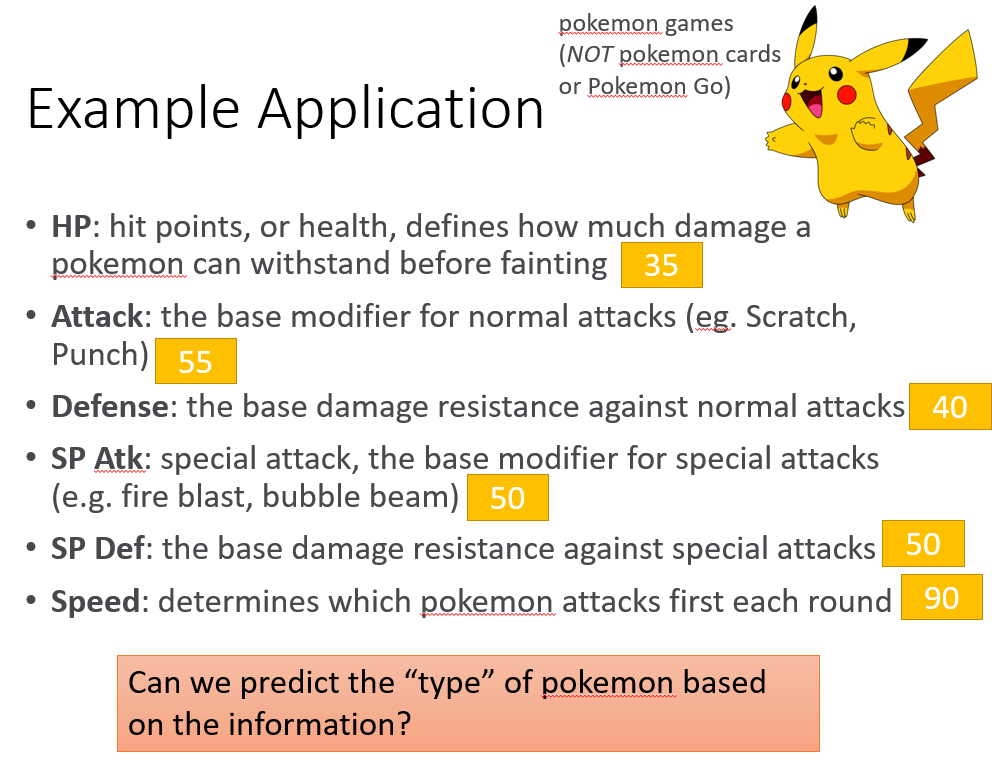 pokemon games
(NOT pokemon cards
or Pokemon Go)
Example Application
• HP: hit points, or health, defines how much damage a
pokemon can withstand before fainting 35
• Attack: the base modifier for normal attacks (eg. Scratch,
Punch) 55
• Defense: the base damage resistance against normal attacks 40
• SP Atk: special attack, the base modifier for special attacks
(e.g. fire blast, bubble beam) 50
• SP Def: the base damage resistance against special attacks 50
• Speed: determines which pokemon attacks first each round 90
Can we predict the “type” of pokemon based
on the information?